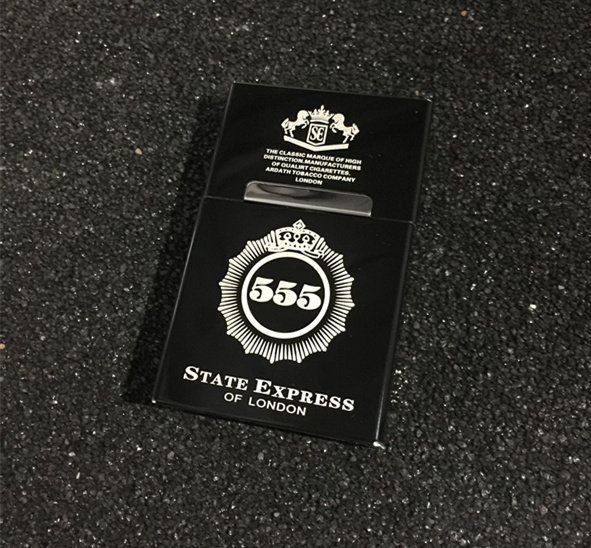 SE
THE CLASSIC MARQUE OF HIGH
DISTINCTION.MANUFACTURERS
OF QUALIRT CIGARETTES.
ARDATH TOBACCO COMPANY
LONDON
555
STATE EXPRESS
OF LONDON